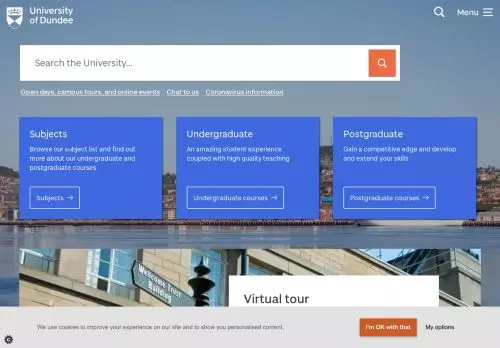 University
of Dundee
Menu
Search the University...
Open days, campus tours, and online events Chat to us Coronavirus information
Subjects
Browse our subject list and find out
more about our undergraduate and
postgraduate courses
Subjects →
Undergraduate
An amazing student experience
coupled with high quality teaching
Undergraduate courses →
Postgraduate
Gain a competitive edge and develop
and extend your skills
Postgraduate courses →
Wellcome Trust
Building
Virtual tour
We use cookies to improve your experience on our site and to show you personalised content.
I'm OK with that
My options